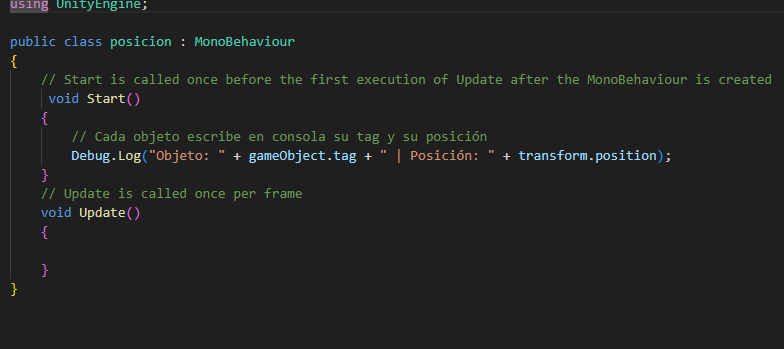 using UnityEngine;
public class posicion : MonoBehaviour
{
// Start is called once before the first execution of Update after the MonoBehaviour is created
void Start()
{
// Cada objeto escribe en consola su tag y su posición
Debug.Log("Objeto: " + gameObject.tag + " | Posición: " + transform.position);
}
// Update is called once per frame
void Update()
{
}
}